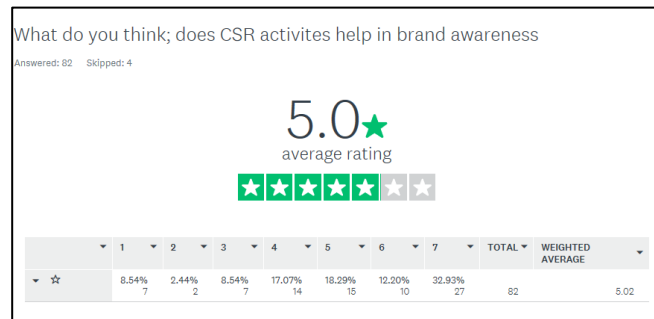 What do you think; does CSR activites help in brand awareness
Answered: 82 Skipped: 4
5.0
average rating
1 2 3 4 5 6 7 TOTAL WEIGHTED AVERAGE
8.54% 2.44% 8.54% 17.07% 18.29% 12.20% 32.93%
7 2 7 14 15 10 27 82 5.02